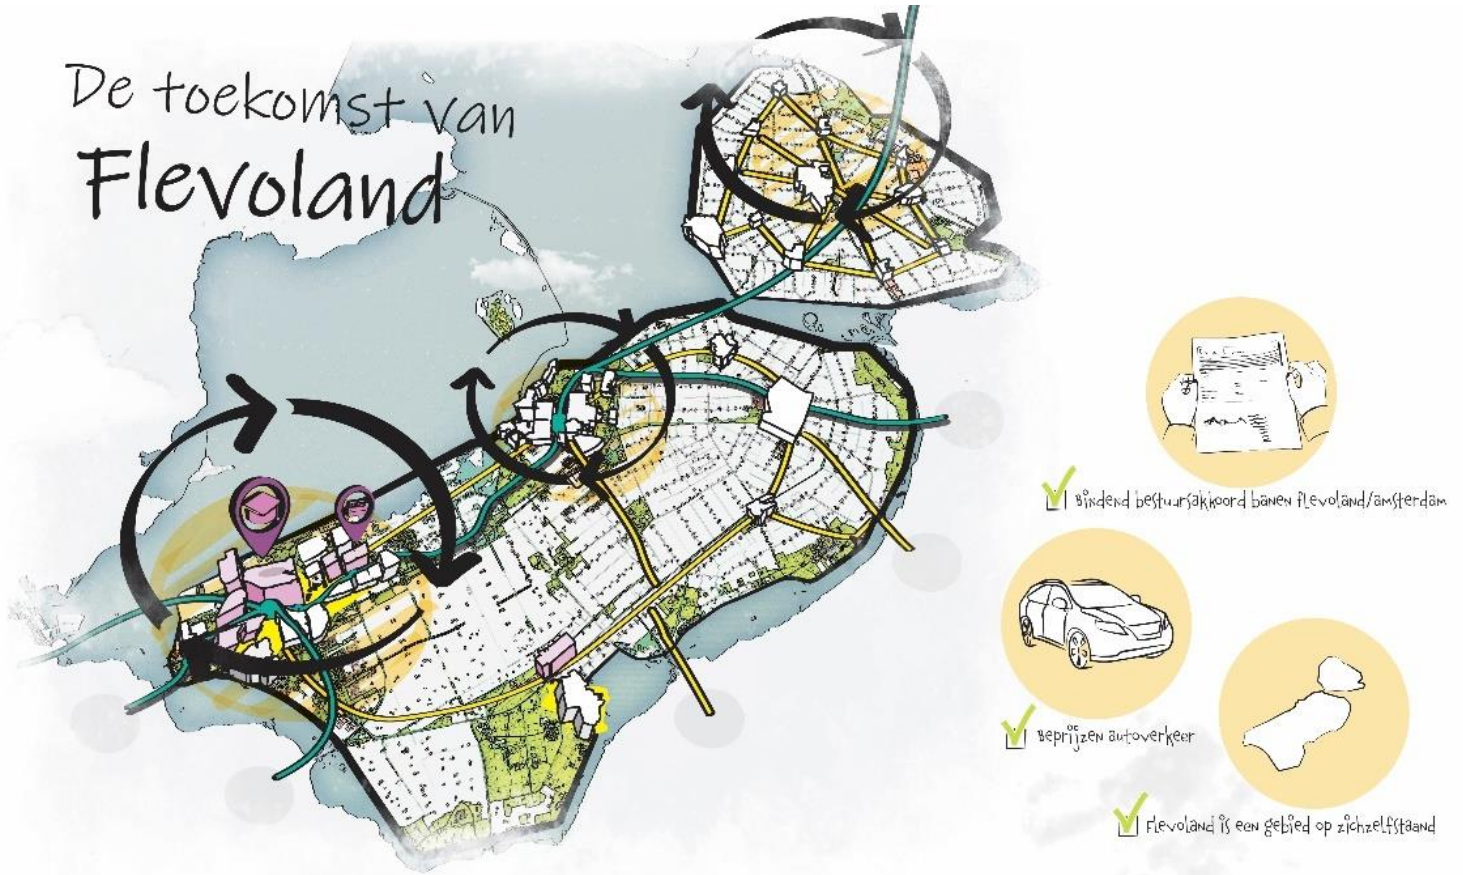 De toekomst van
Flevoland
Bindend bestuursakkoord banen flevoland/amsterdam
Beprijzen autoverkeer
Flevoland is een gebied op zichzelfstaand